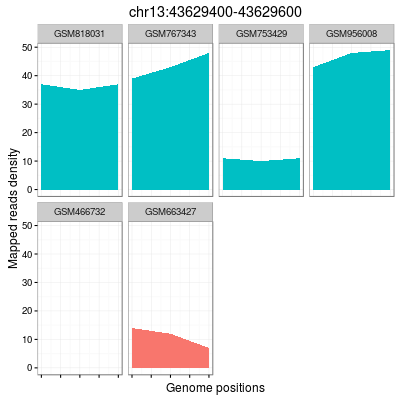 chr13:43629400-43629600
GSM818031 GSM767343 GSM753429 GSM956008
50
40
30
20
10
0
Mapped reads density
GSM466732 GSM663427
50
40
30
20
10
0
Genome positions